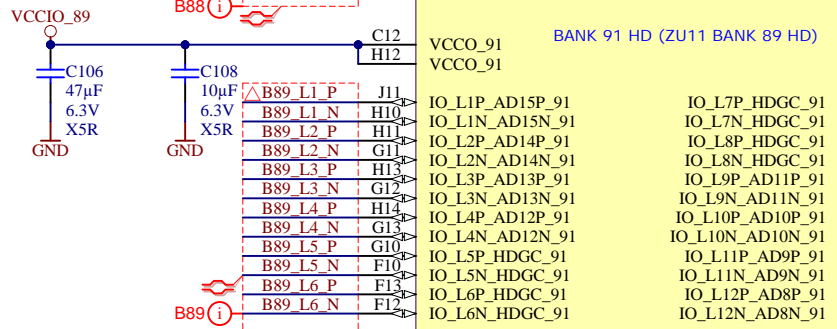 B88 i
VCCIO_89
C12 VCCO_91 BANK 91 HD (ZU11 BANK 89 HD)
H12 VCCO_91
C106 C108
47µF 10µF
6.3V 6.3V
X5R X5R
GND GND
B89_L1_P J11 IO_L1P_AD15P_91 IO_L7P_HDGC_91
B89_L1_N H10 IO_L1N_AD15N_91 IO_L7N_HDGC_91
B89_L2_P H11 IO_L2P_AD14P_91 IO_L8P_HDGC_91
B89_L2_N G11 IO_L2N_AD14N_91 IO_L8N_HDGC_91
B89_L3_P H13 IO_L3P_AD13P_91 IO_L9P_AD11P_91
B89_L3_N G12 IO_L3N_AD13N_91 IO_L9N_AD11N_91
B89_L4_P H14 IO_L4P_AD12P_91 IO_L10P_AD10P_91
B89_L4_N G13 IO_L4N_AD12N_91 IO_L10N_AD10N_91
B89_L5_P G10 IO_L5P_HDGC_91 IO_L11P_AD9P_91
B89_L5_N F10 IO_L5N_HDGC_91 IO_L11N_AD9N_91
B89_L6_P F13 IO_L6P_HDGC_91 IO_L12P_AD8P_91
B89 i B89_L6_N F12 IO_L6N_HDGC_91 IO_L12N_AD8N_91